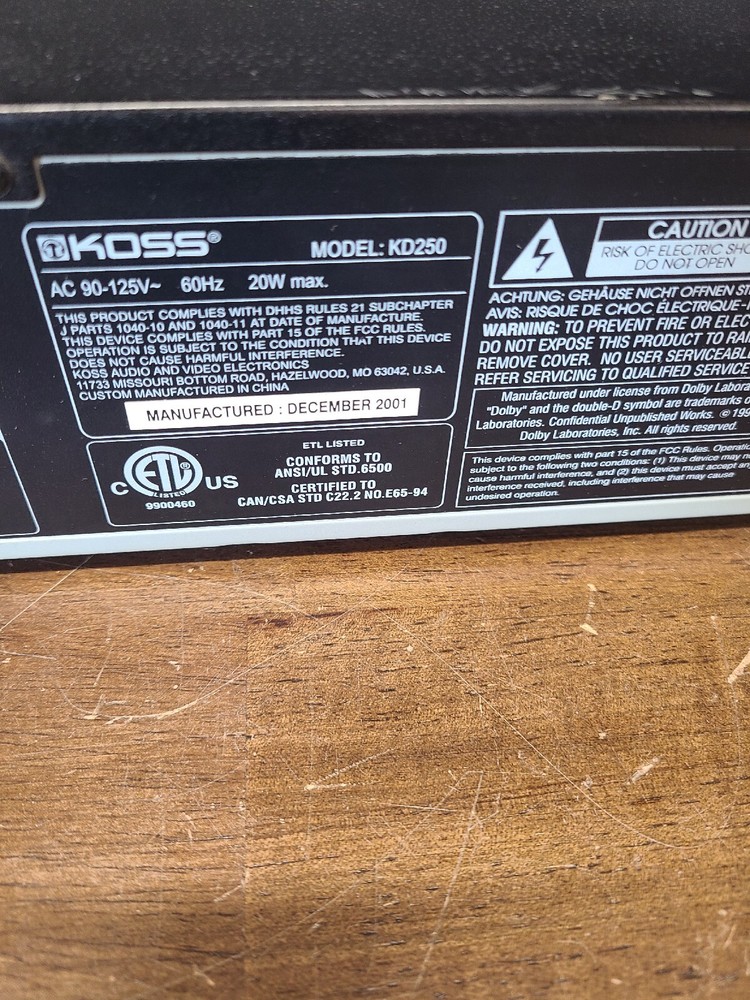 KOSS®
MODEL: KD250
AC 90-125V~ 60Hz 20W max.
THIS PRODUCT COMPLIES WITH DHHS RULES 21 SUBCHAPTER
J PARTS 1040-10 AND 1040-11 AT DATE OF MANUFACTURE.
THIS DEVICE COMPLIES WITH PART 15 OF THE FCC RULES.
OPERATION IS SUBJECT TO THE CONDITION THAT THIS DEVICE
DOES NOT CAUSE HARMFUL INTERFERENCE.
KOSS AUDIO AND VIDEO ELECTRONICS
11733 MISSOURI BOTTOM ROAD, HAZELWOOD, MO 63042, U.S.A.
CUSTOM MANUFACTURED IN CHINA
MANUFACTURED : DECEMBER 2001
C ETL® US
LISTED
9900460
ETL LISTED
CONFORMS TO
ANSI/UL STD.6500
CERTIFIED TO
CAN/CSA STD C22.2 NO.E65-94
CAUTION
RISK OF ELECTRIC SHO
DO NOT OPEN
ACHTUNG: GEHÄUSE NICHT OFFNEN ST
AVIS: RISQUE DE CHOC ÉLECTRIQUE -
WARNING: TO PREVENT FIRE OR ELEC
DO NOT EXPOSE THIS PRODUCT TO RAI
REMOVE COVER. NO USER SERVICEABL
REFER SERVICING TO QUALIFIED SERVICE
Manufactured under license from Dolby Labora
"Dolby" and the double-D symbol are trademarks o
Laboratories. Confidential Unpublished Works. © 199
Dolby Laboratories, Inc. All rights reserved.
This device complies with part 15 of the FCC Rules. Operatio
subject to the following two conditions: (1) This device may no
cause harmful interference, and (2) this device must accept an
interference received, including interference that may cause
undesired operation.